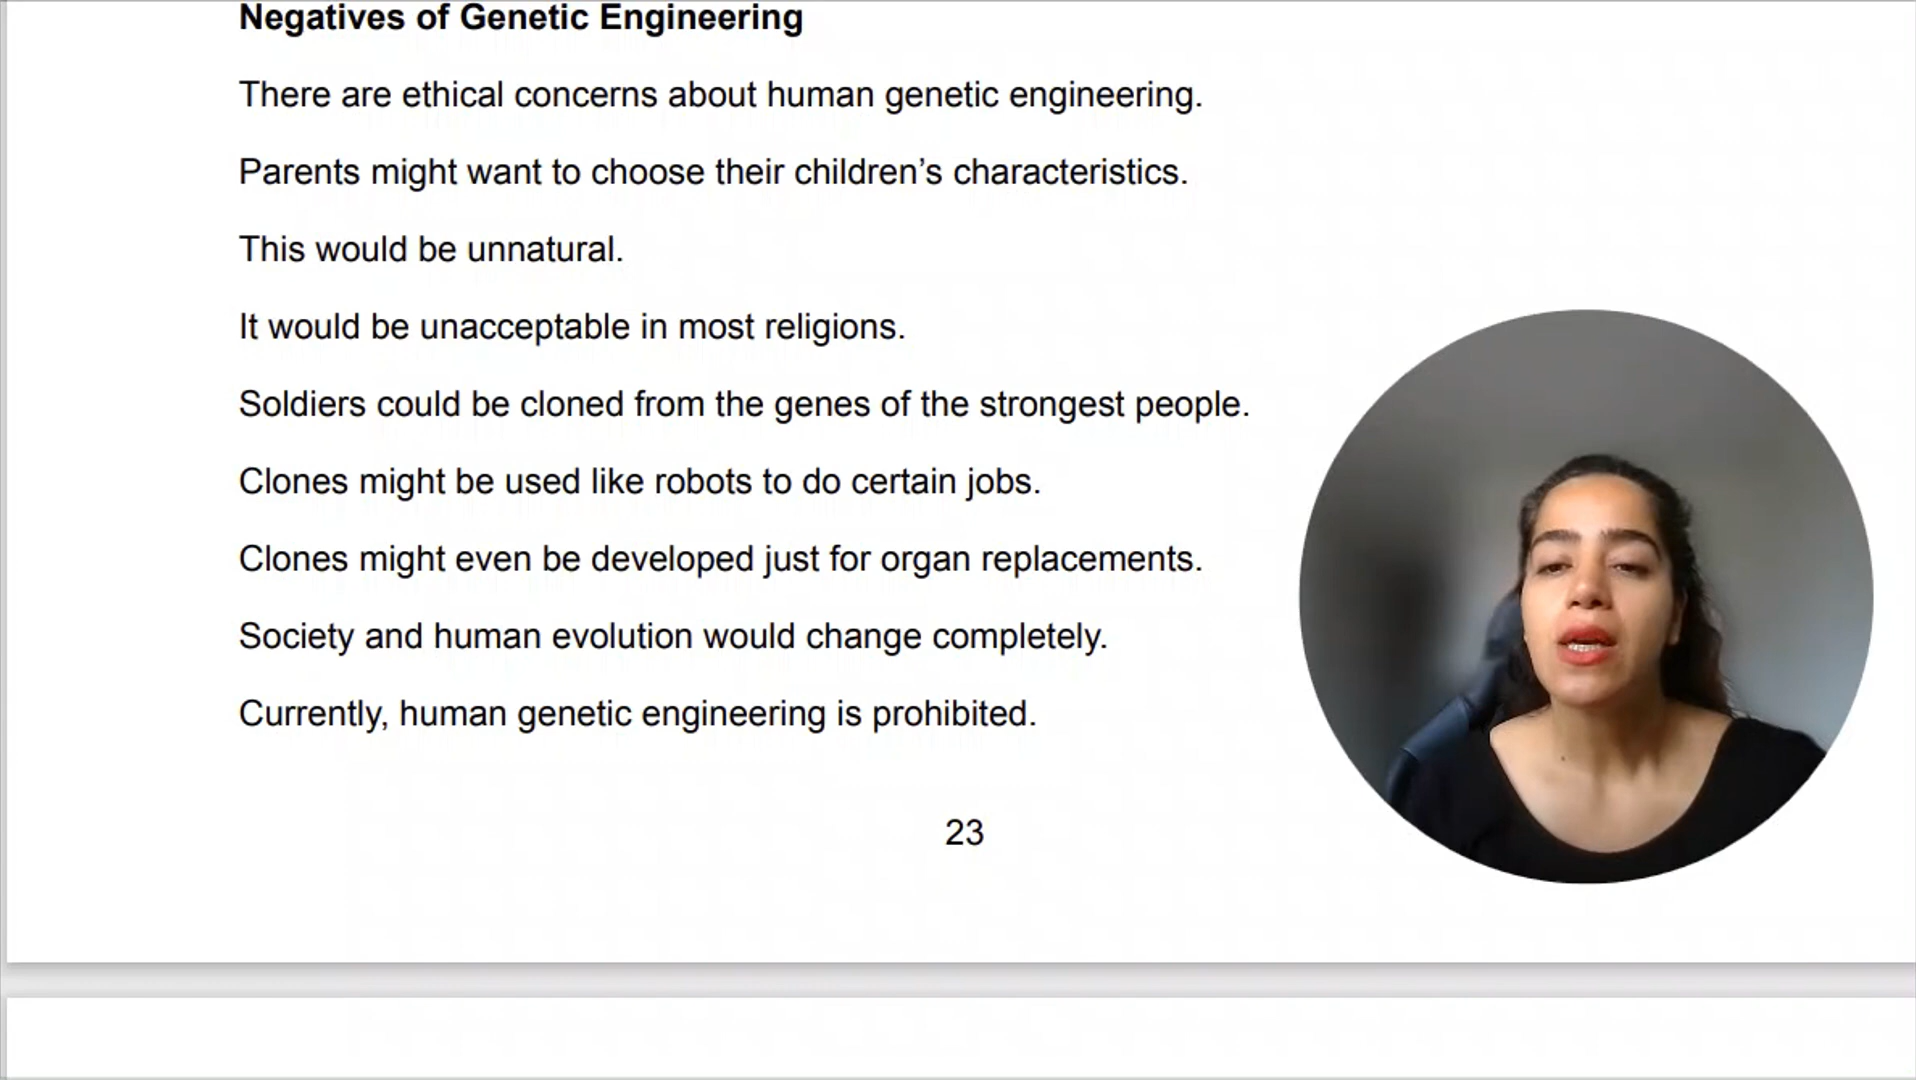 Negatives of Genetic Engineering
There are ethical concerns about human genetic engineering.
Parents might want to choose their children’s characteristics.
This would be unnatural.
It would be unacceptable in most religions.
Soldiers could be cloned from the genes of the strongest people.
Clones might be used like robots to do certain jobs.
Clones might even be developed just for organ replacements.
Society and human evolution would change completely.
Currently, human genetic engineering is prohibited.
23